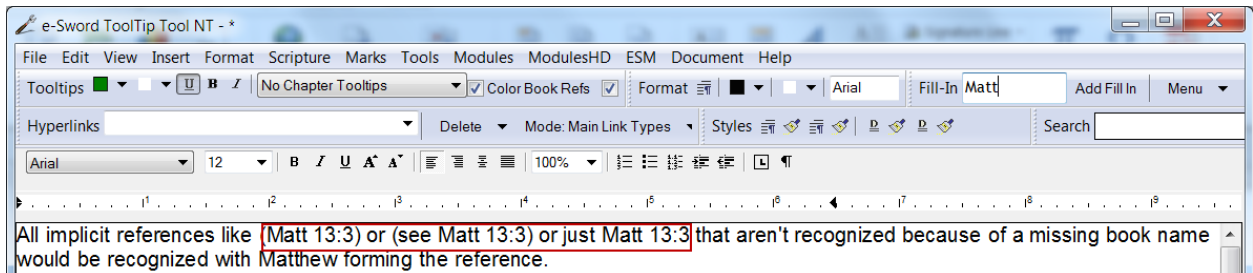 e-Sword ToolTip Tool NT - *
File Edit View Insert Format Scripture Marks Tools Modules ModulesHD ESM Document Help
Tooltips B I No Chapter Tooltips Color Book Refs Format Arial Fill-In Matt Add Fill In Menu
Hyperlinks Delete Mode: Main Link Types Styles Search
Arial 12 B I U A A 100% L ¶
1 2 3 4 5 6 7 8 9
All implicit references like (Matt 13:3) or (see Matt 13:3) or just Matt 13:3 that aren't recognized because of a missing book name
would be recognized with Matthew forming the reference.